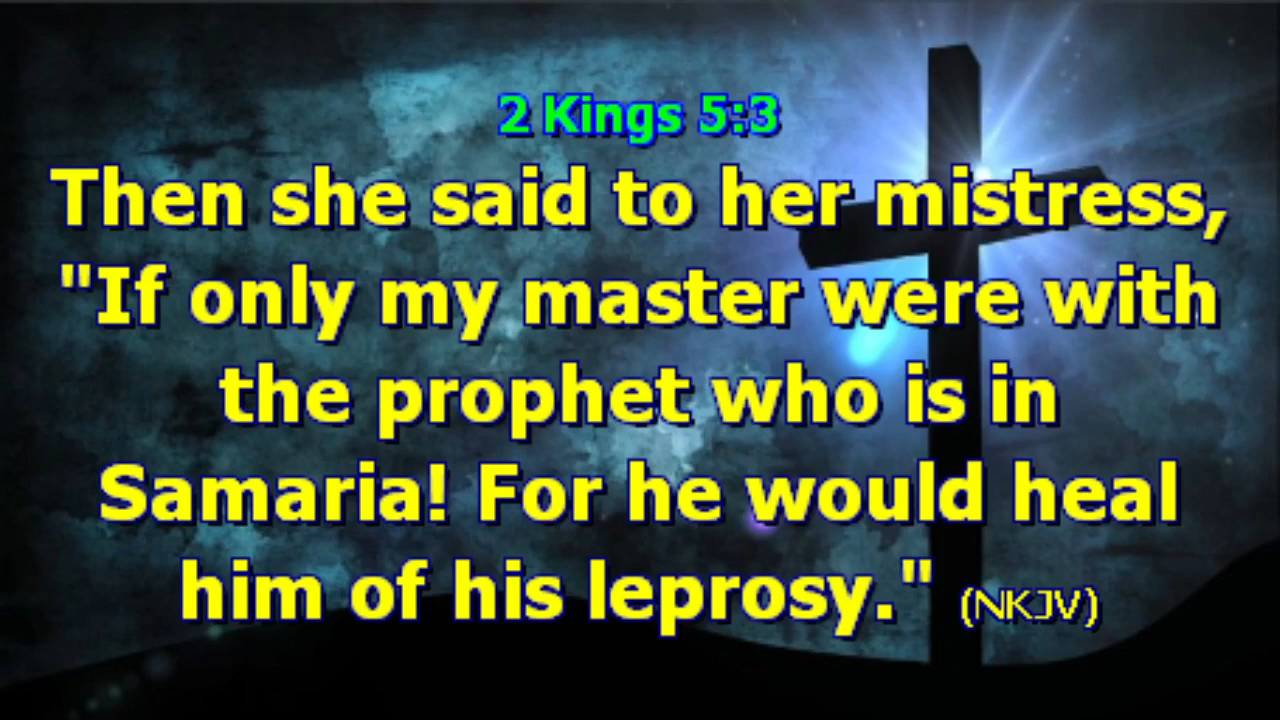 2 Kings 5:3
Then she said to her mistress,
"If only my master were with
the prophet who is in
Samaria! For he would heal
him of his leprosy." (NKJV)